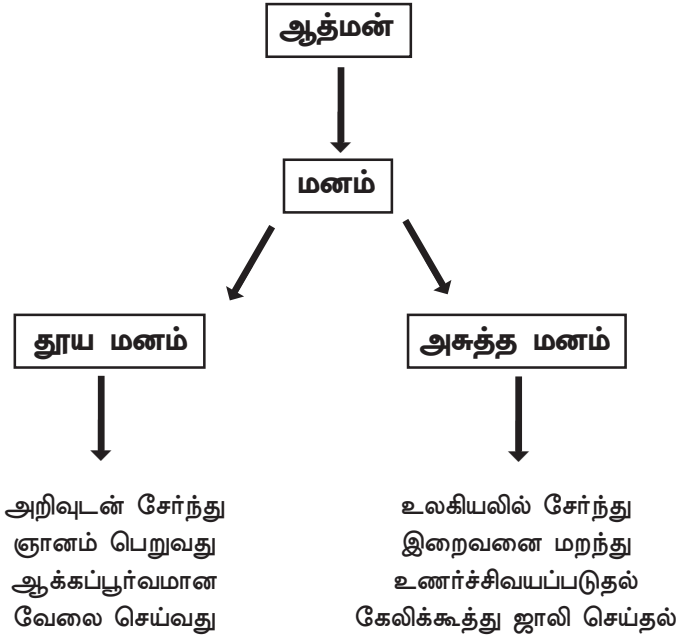 ஆத்மன்
மனம்
தூய மனம்
அசுத்த மனம்
அறிவுடன் சேர்ந்து
ஞானம் பெறுவது
ஆக்கப்பூர்வமான
வேலை செய்வது
உலகியலில் சேர்ந்து
இறைவனை மறந்து
உணர்ச்சிவயப்படுதல்
கேலிக்கூத்து ஜாலி செய்தல்